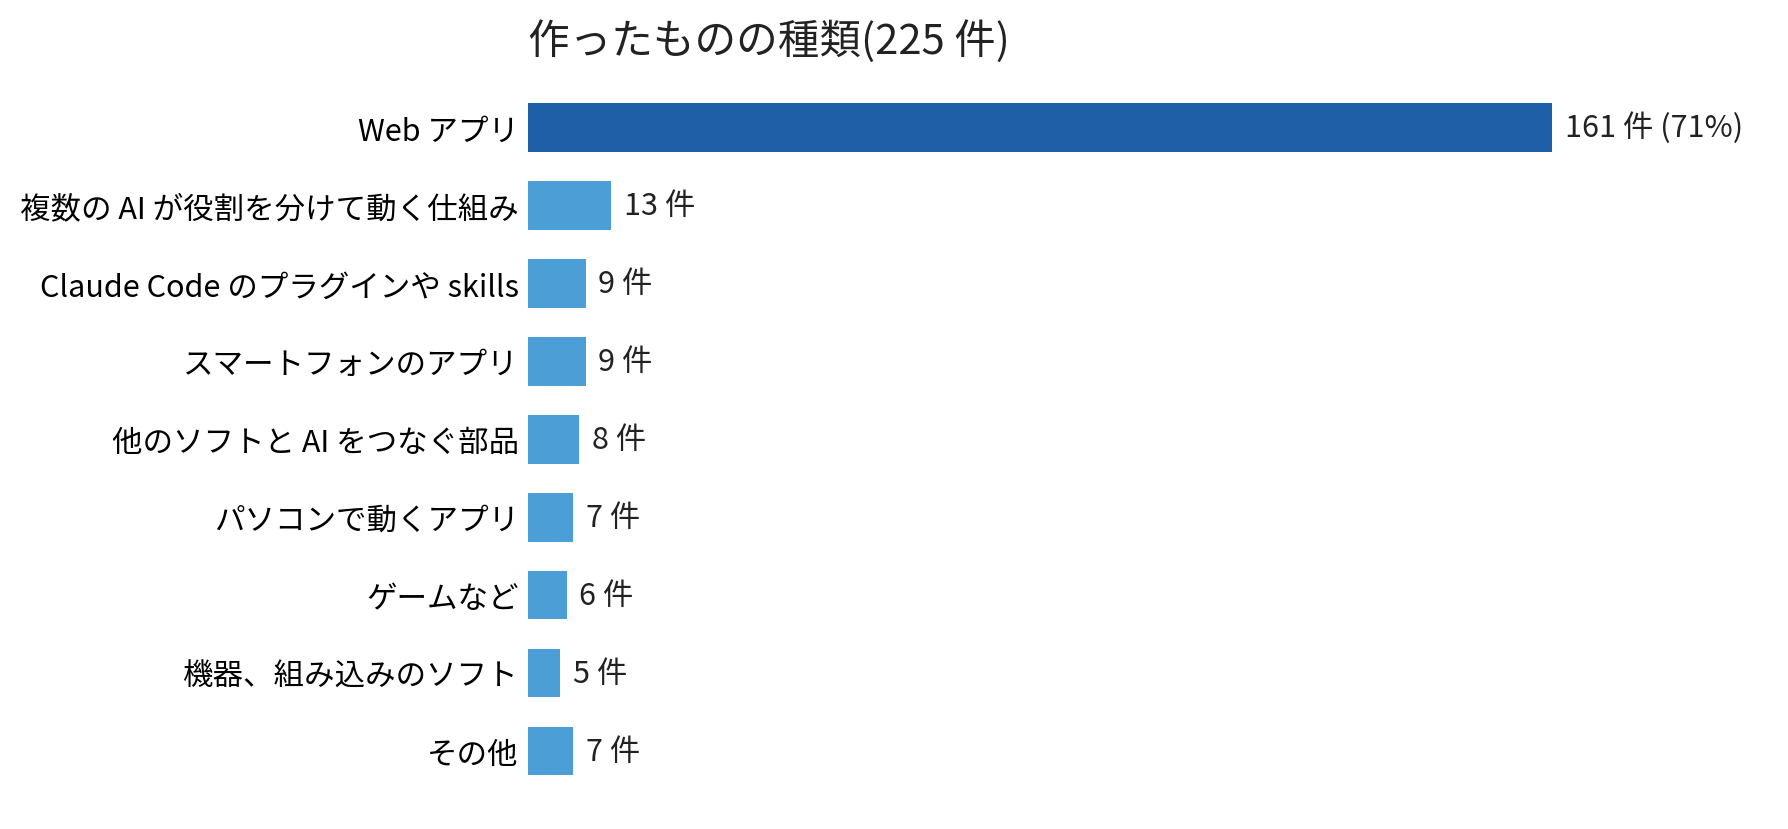 作ったものの種類(225 件)
Web アプリ 161 件 (71%)
複数の AI が役割を分けて動く仕組み 13 件
Claude Code のプラグインや skills 9 件
スマートフォンのアプリ 9 件
他のソフトと AI をつなぐ部品 8 件
パソコンで動くアプリ 7 件
ゲームなど 6 件
機器、組み込みのソフト 5 件
その他 7 件